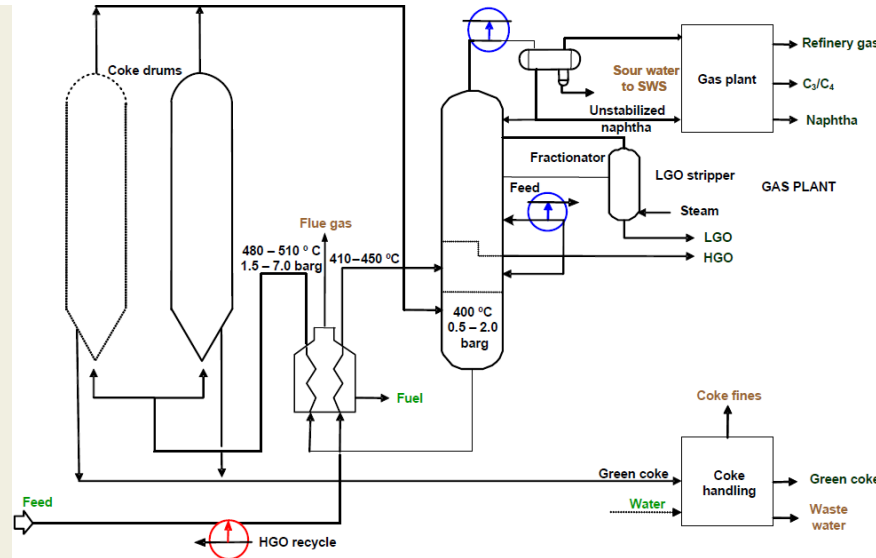 Coke drums
Sour water
to SWS
Gas plant
Refinery gas
C₃/C₄
Naphtha
Unstabilized
naphtha
Fractionator
LGO stripper
GAS PLANT
Feed
Steam
LGO
HGO
Flue gas
480 – 510 º C
1.5 – 7.0 barg
410–450 ºC
400 ºC
0.5 – 2.0
barg
Fuel
Coke fines
Green coke
Coke
handling
Green coke
Water
Waste
water
Feed
HGO recycle